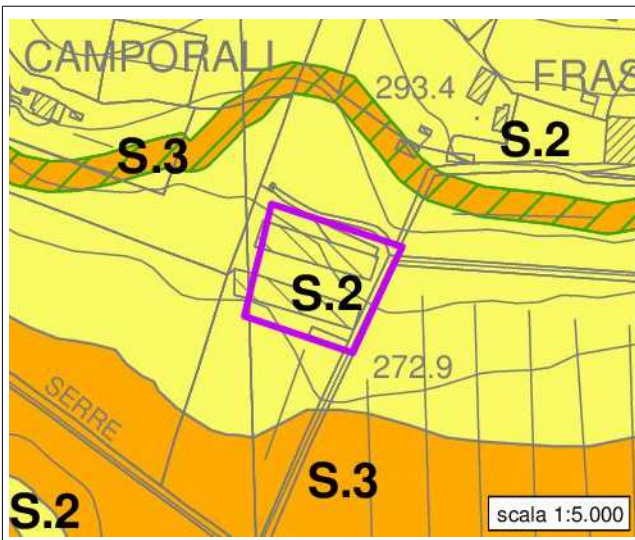 CAMPORALI
293.4
FRAS
S.3
S.2
S.2
272.9
SERRE
S.3
S.2
scala 1:5.000